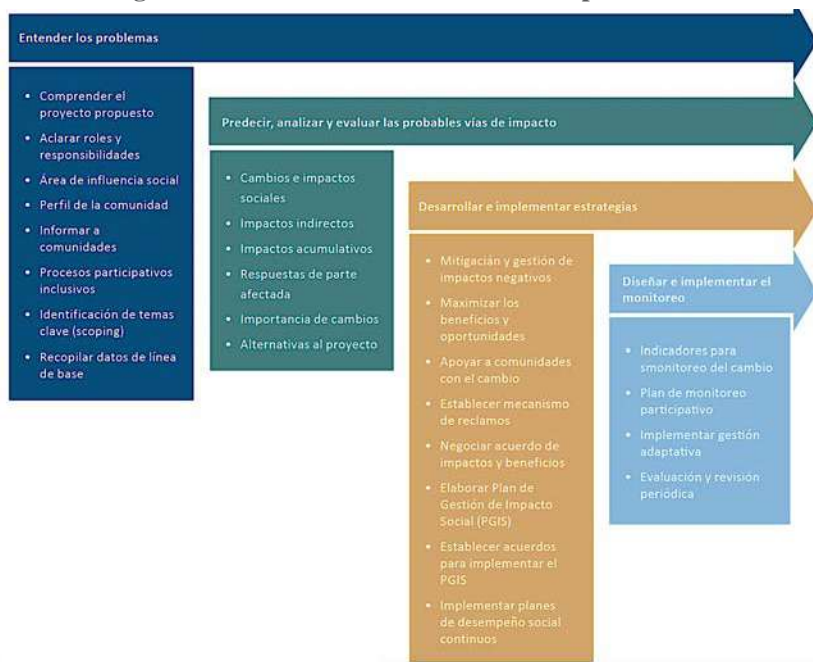 Entender los problemas
• Comprender el
proyecto propuesto
• Aclarar roles y
responsabilidades
• Área de influencia social
• Perfil de la comunidad
• Informar a
comunidades
• Procesos participativos
inclusivos
• Identificación de temas
clave (scoping)
• Recopilar datos de línea
de base
Predecir, analizar y evaluar las probables vías de impacto
• Cambios e impactos
sociales
• Impactos indirectos
• Impactos acumulativos
• Respuestas de parte
afectada
• Importancia de cambios
• Alternativas al proyecto
Desarrollar e implementar estrategias
• Mitigación y gestión de
impactos negativos
• Maximizar los
beneficios y
oportunidades
• Apoyar a comunidades
con el cambio
• Establecer mecanismo
de reclamos
• Negociar acuerdo de
impactos y beneficios
• Elaborar Plan de
Gestión de Impacto
Social (PGIS)
• Establecer acuerdos
para implementar el
PGIS
• Implementar planes
de desempeño social
continuos
Diseñar e implementar el
monitoreo
• Indicadores para
smonitoreo del cambio
• Plan de monitoreo
participativo
• Implementar gestión
adaptativa
• Evaluación y revisión
periódica